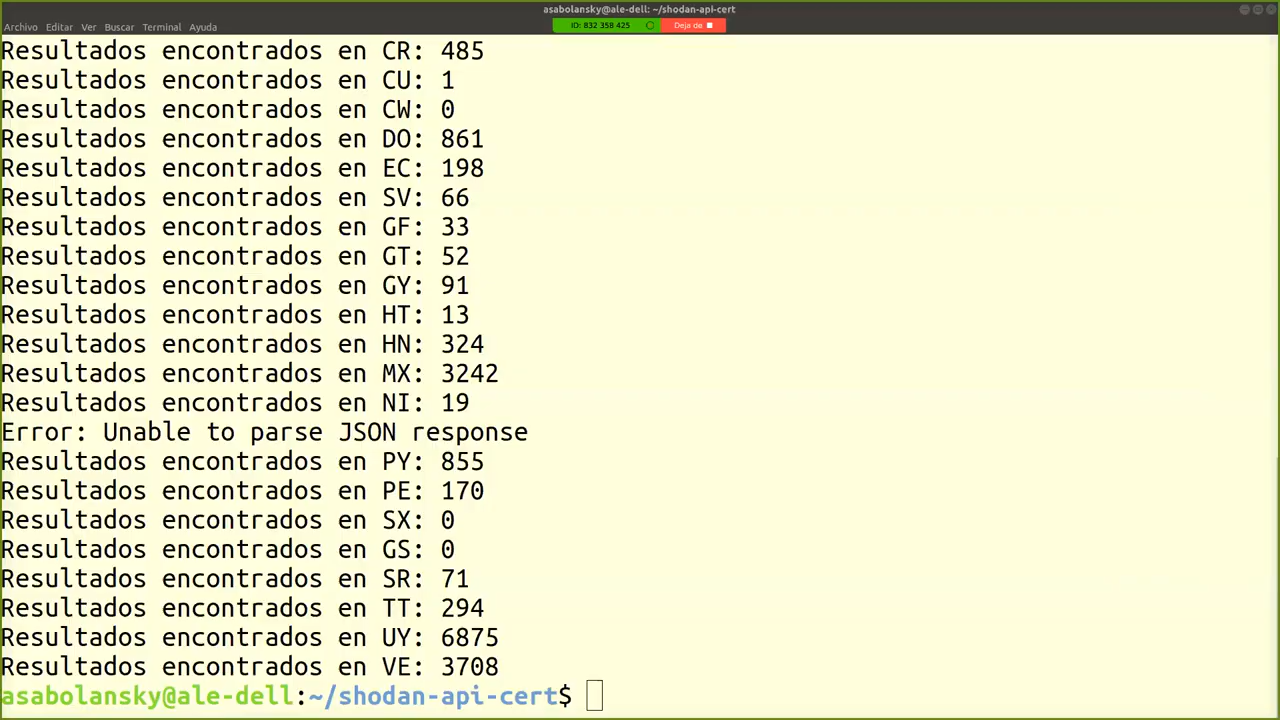 asabolansky@ale-dell: ~/shodan-api-cert
Archivo Editar Ver Buscar Terminal Ayuda
ID: 832 358 425 Deja de
Resultados encontrados en CR: 485
Resultados encontrados en CU: 1
Resultados encontrados en CW: 0
Resultados encontrados en DO: 861
Resultados encontrados en EC: 198
Resultados encontrados en SV: 66
Resultados encontrados en GF: 33
Resultados encontrados en GT: 52
Resultados encontrados en GY: 91
Resultados encontrados en HT: 13
Resultados encontrados en HN: 324
Resultados encontrados en MX: 3242
Resultados encontrados en NI: 19
Error: Unable to parse JSON response
Resultados encontrados en PY: 855
Resultados encontrados en PE: 170
Resultados encontrados en SX: 0
Resultados encontrados en GS: 0
Resultados encontrados en SR: 71
Resultados encontrados en TT: 294
Resultados encontrados en UY: 6875
Resultados encontrados en VE: 3708
asabolansky@ale-dell:~/shodan-api-cert$